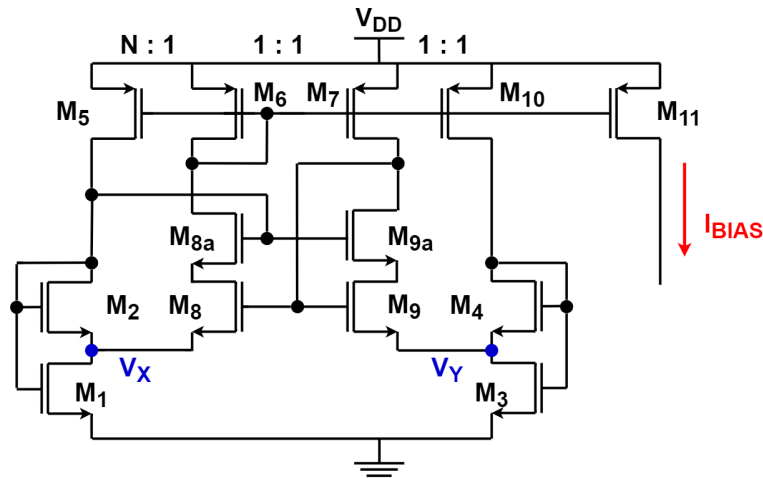 V_DD
N : 1 1 : 1 1 : 1
M_5 M_6 M_7 M_10 M_11
M_8a M_9a I_BIAS
M_2 M_8 M_9 M_4
V_X V_Y
M_1 M_3